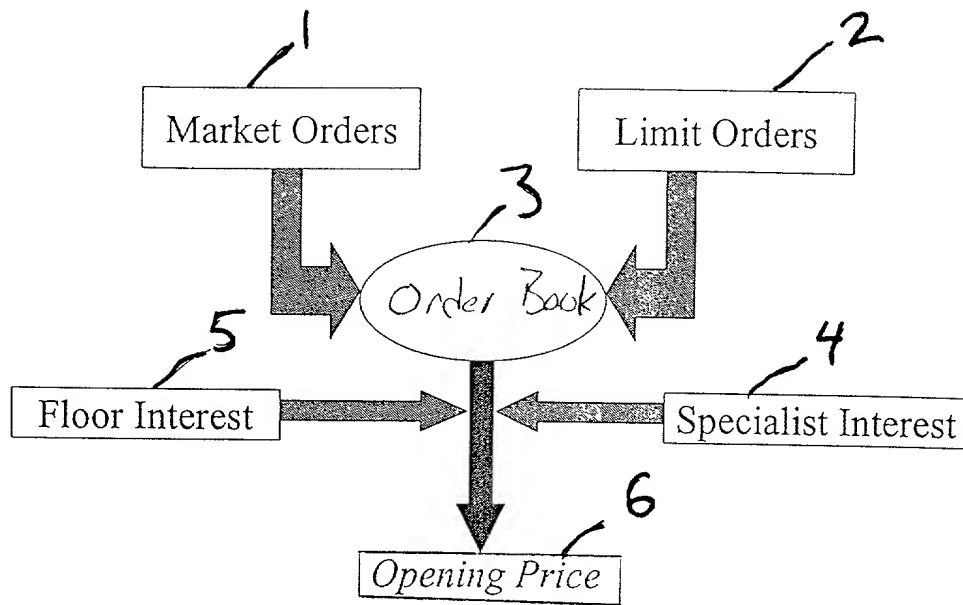 1
2
Market Orders
Limit Orders
3
Order Book
5
4
Floor Interest
Specialist Interest
6
Opening Price